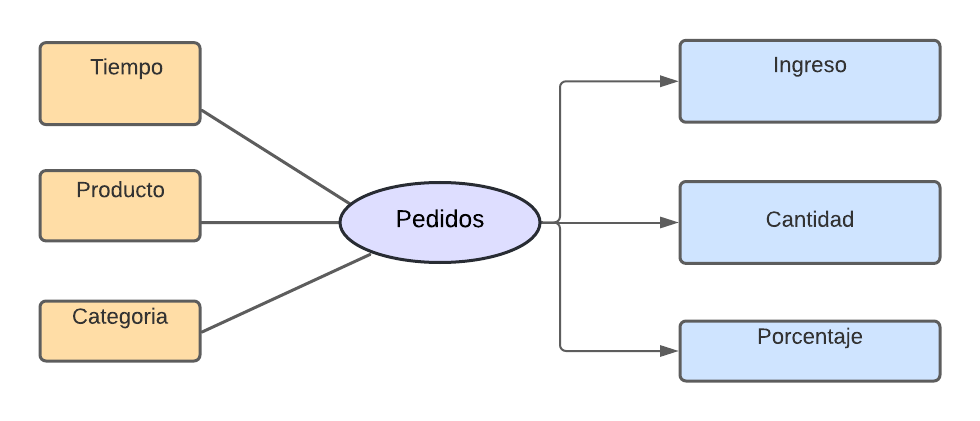 Tiempo
Producto
Categoria
Pedidos
Ingreso
Cantidad
Porcentaje